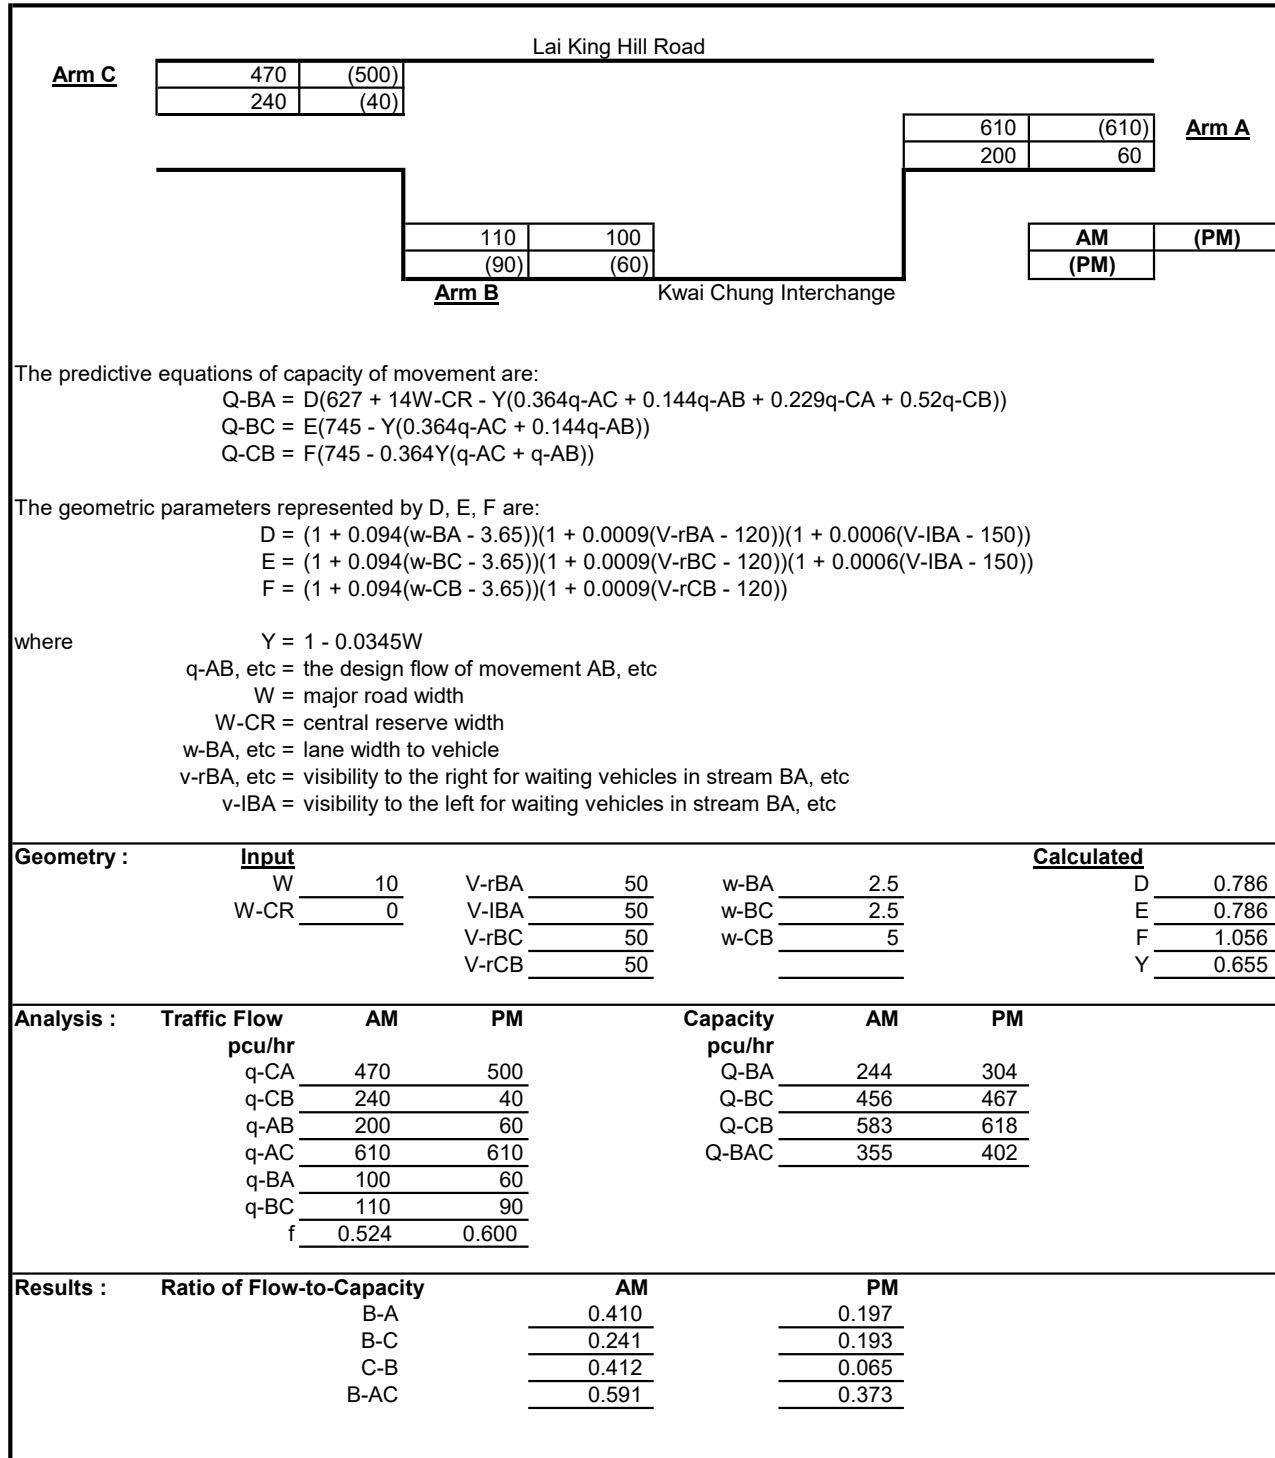 Lai King Hill Road
Arm C 470 (500)
240 (40)
610 (610) Arm A
200 60
110 100 AM (PM)
(90) (60) (PM)
Arm B Kwai Chung Interchange
The predictive equations of capacity of movement are:
Q-BA = D(627 + 14W-CR - Y(0.364q-AC + 0.144q-AB + 0.229q-CA + 0.52q-CB))
Q-BC = E(745 - Y(0.364q-AC + 0.144q-AB))
Q-CB = F(745 - 0.364Y(q-AC + q-AB))
The geometric parameters represented by D, E, F are:
D = (1 + 0.094(w-BA - 3.65))(1 + 0.0009(V-rBA - 120))(1 + 0.0006(V-lBA - 150))
E = (1 + 0.094(w-BC - 3.65))(1 + 0.0009(V-rBC - 120))(1 + 0.0006(V-lBA - 150))
F = (1 + 0.094(w-CB - 3.65))(1 + 0.0009(V-rCB - 120))
where Y = 1 - 0.0345W
q-AB, etc = the design flow of movement AB, etc
W = major road width
W-CR = central reserve width
w-BA, etc = lane width to vehicle
v-rBA, etc = visibility to the right for waiting vehicles in stream BA, etc
v-lBA = visibility to the left for waiting vehicles in stream BA, etc
Geometry : Input Calculated
W 10 V-rBA 50 w-BA 2.5 D 0.786
W-CR 0 V-lBA 50 w-BC 2.5 E 0.786
V-rBC 50 w-CB 5 F 1.056
V-rCB 50 Y 0.655
Analysis : Traffic Flow AM PM Capacity AM PM
pcu/hr pcu/hr
q-CA 470 500 Q-BA 244 304
q-CB 240 40 Q-BC 456 467
q-AB 200 60 Q-CB 583 618
q-AC 610 610 Q-BAC 355 402
q-BA 100 60
q-BC 110 90
f 0.524 0.600
Results : Ratio of Flow-to-Capacity AM PM
B-A 0.410 0.197
B-C 0.241 0.193
C-B 0.412 0.065
B-AC 0.591 0.373